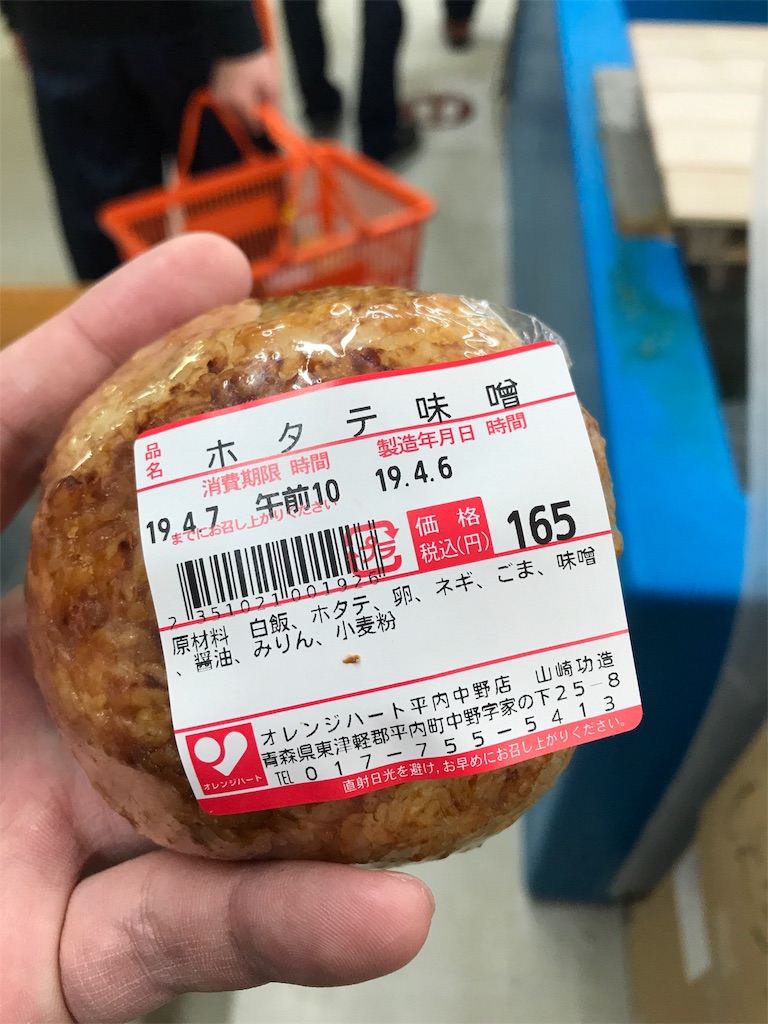 品名 ホタテ味噌
消費期限 時間 製造年月日 時間
19.4.7 午前10 19.4.6
までにお召し上がりください
価格 税込(円) 165
プラ
2 351021 001926
原材料 白飯、ホタテ、卵、ネギ、ごま、味噌
、醤油、みりん、小麦粉
オレンジハート平内中野店 山崎功造
青森県東津軽郡平内町中野字家の下25-8
TEL 017-755-5413
オレンジハート
直射日光を避け,お早めにお召し上がりください。